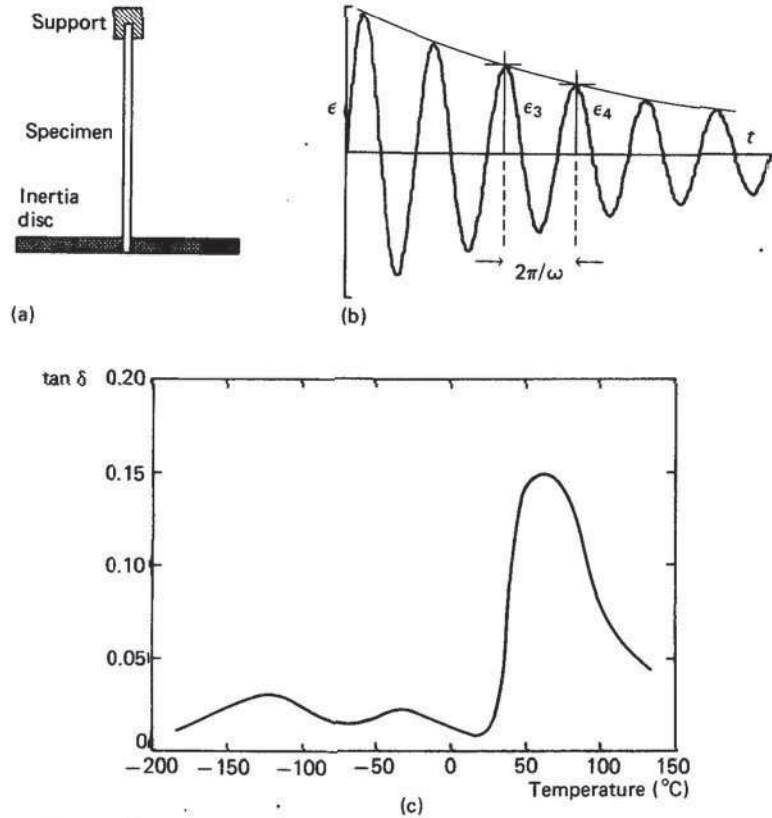 Support
Specimen
Inertia
disc
(a)
ϵ
ϵ3
ϵ4
t
2π/ω
(b)
tan δ
0.20
0.15
0.10
0.05
0
−200
−150
−100
−50
0
50
100
150
Temperature (°C)
(c)